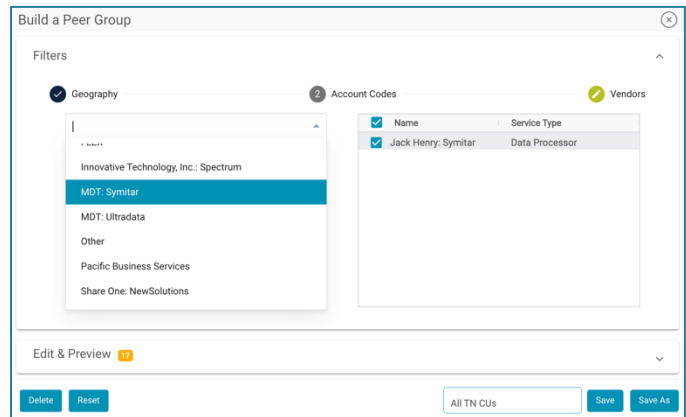 Build a Peer Group
Filters
Geography
2 Account Codes
Vendors
FLEX
Innovative Technology, Inc.: Spectrum
MDT: Symitar
MDT: Ultradata
Other
Pacific Business Services
Share One: NewSolutions
Name Service Type
Jack Henry: Symitar Data Processor
Edit & Preview 17
Delete Reset All TN CUs Save Save As